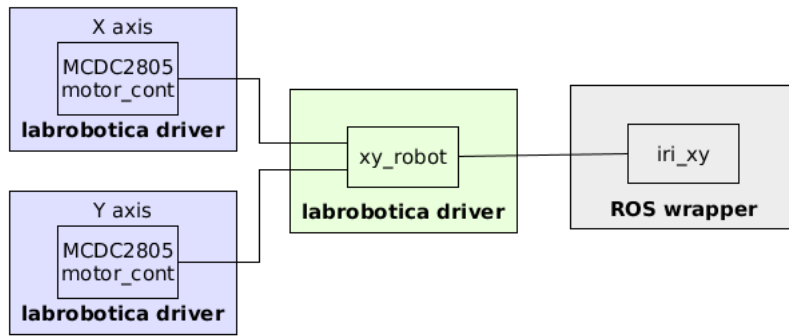 X axis
MCDC2805
motor_cont
labrobotica driver
xy_robot
labrobotica driver
iri_xy
ROS wrapper
Y axis
MCDC2805
motor_cont
labrobotica driver